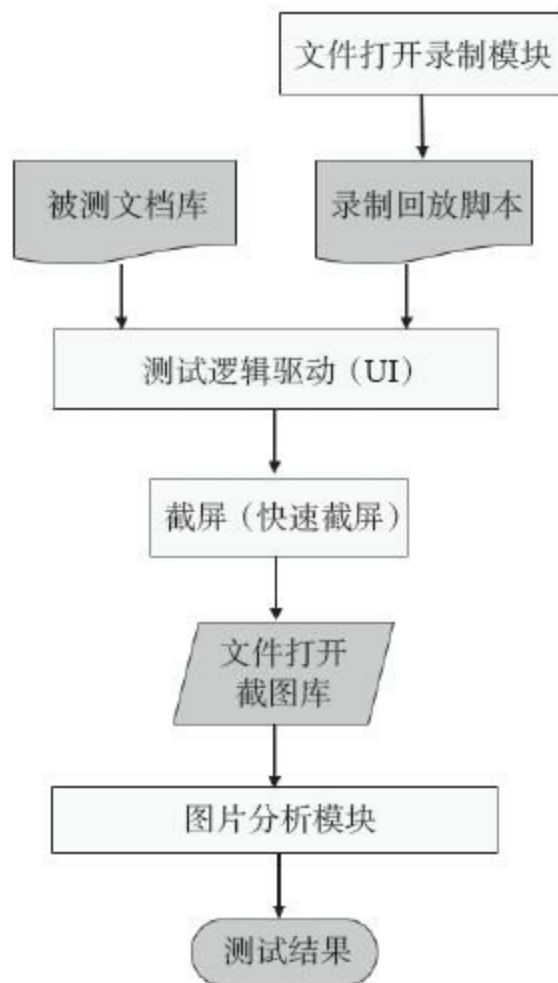 文件打开录制模块
被测文档库
录制回放脚本
测试逻辑驱动（UI）
截屏（快速截屏）
文件打开
截图库
图片分析模块
测试结果